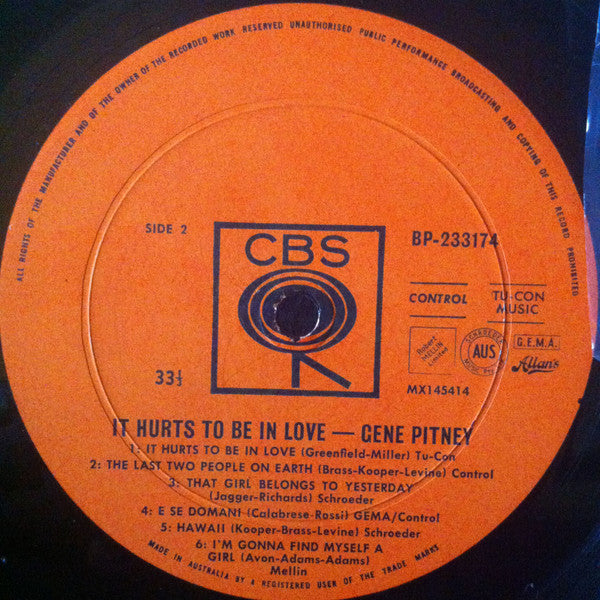 ALL RIGHTS OF THE MANUFACTURER AND OF THE OWNER OF THE RECORDED WORK RESERVED UNAUTHORISED PUBLIC PERFORMANCE BROADCASTING AND COPYING OF THIS RECORD PROHIBITED
SIDE 2
CBS
BP-233174
CONTROL
TU-CON
MUSIC
Robert
MELLIN
Limited
SCHROEDER
AUS
G.E.M.A.
Allan's
33⅓
MX145414
IT HURTS TO BE IN LOVE — GENE PITNEY
1: IT HURTS TO BE IN LOVE (Greenfield-Miller) Tu-Con
2: THE LAST TWO PEOPLE ON EARTH (Brass-Kooper-Levine) Control
3: THAT GIRL BELONGS TO YESTERDAY
(Jagger-Richards) Schroeder
4: E SE DOMANI (Calabrese-Rossi) GEMA/Control
5: HAWAII (Kooper-Brass-Levine) Schroeder
6: I'M GONNA FIND MYSELF A
GIRL (Avon-Adams-Adams)
Mellin
MADE IN AUSTRALIA BY A REGISTERED USER OF THE TRADE MARKS